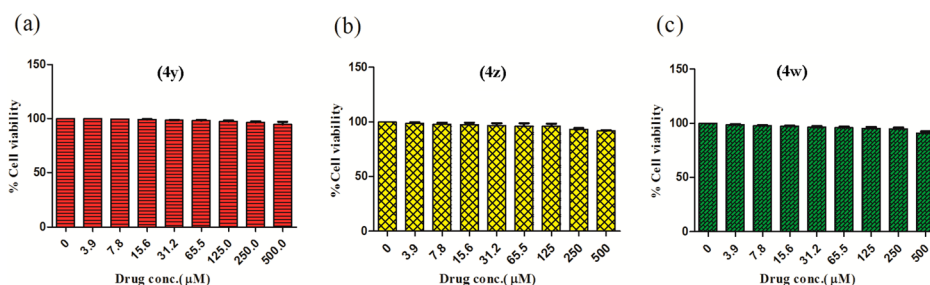 (a)
(4y)
% Cell viability
150
100
50
0
0 3.9 7.8 15.6 31.2 65.5 125.0 250.0 500.0
Drug conc.( μM)
(b)
(4z)
% Cell viability
150
100
50
0
0 3.9 7.8 15.6 31.2 65.5 125 250 500
Drug conc.( μM)
(c)
(4w)
% Cell viability
150
100
50
0
0 3.9 7.8 15.6 31.2 65.5 125 250 500
Drug conc.( μM)